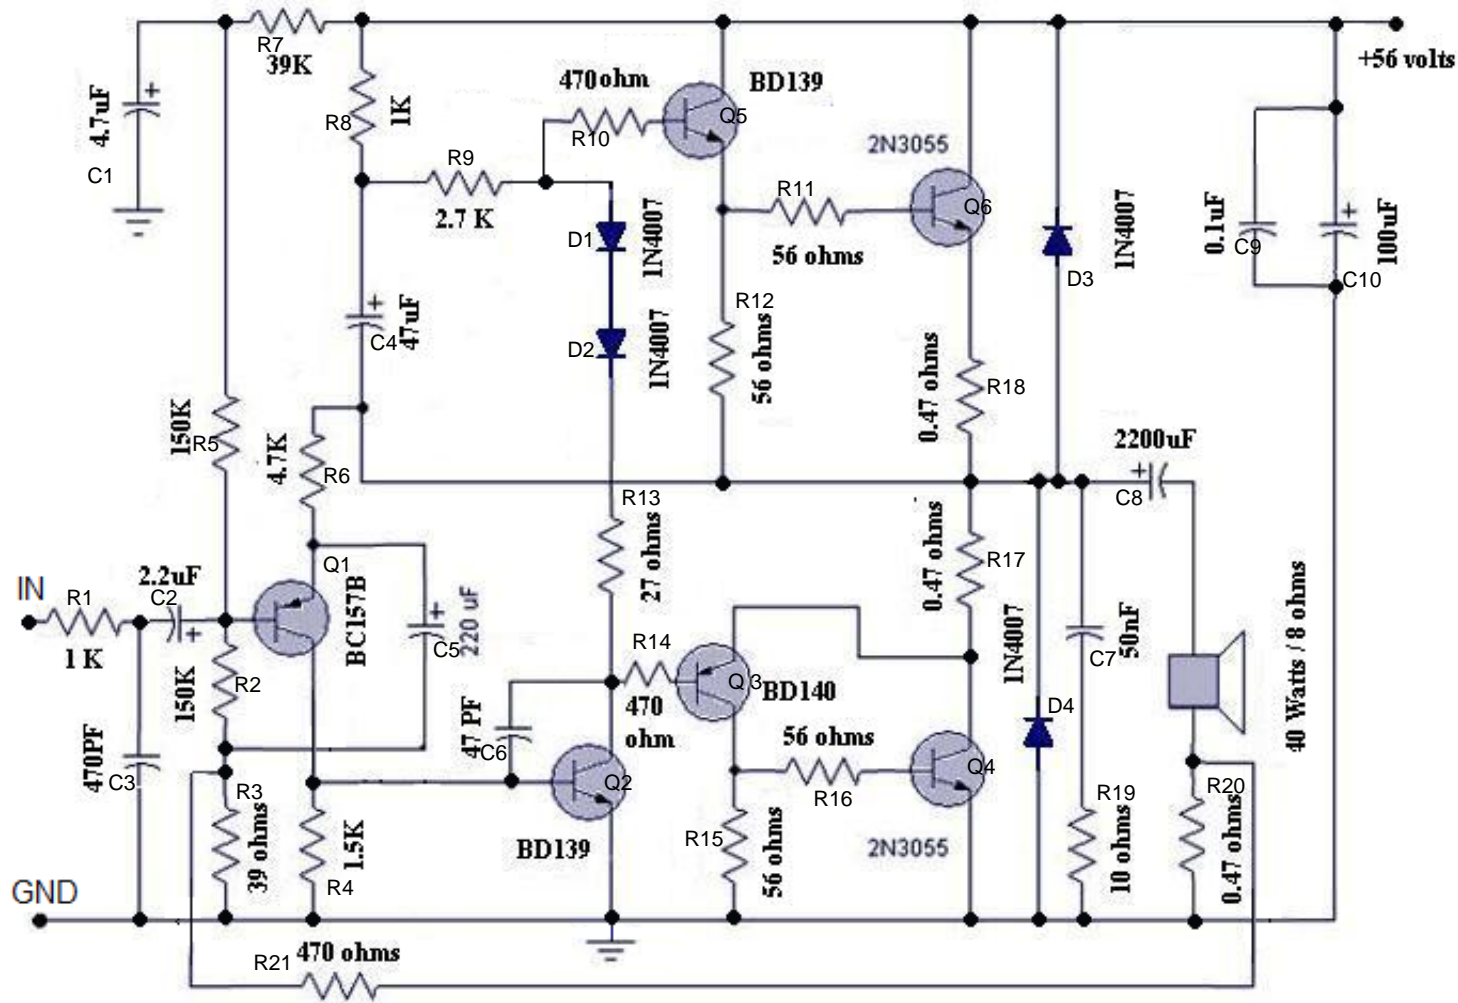 R7
39K
+56 volts
4.7uF
C1
R8
1K
470ohm
R10
BD139
Q5
R9
2.7 K
2N3055
Q6
R11
56 ohms
D1
1N4007
D2
1N4007
1N4007
D3
0.1uF
C9
100uF
C10
47uF
C4
R12
56 ohms
0.47 ohms
R18
150K
R5
4.7K
R6
2200uF
C8
R13
27 ohms
0.47 ohms
R17
IN
R1
1 K
2.2uF
C2
Q1
BC157B
220 uF
C5
R14
470
ohm
Q3
BD140
1N4007
D4
50nF
C7
40 Watts / 8 ohms
150K
R2
470PF
C3
47 PF
C6
Q2
BD139
56 ohms
R16
Q4
2N3055
R3
39 ohms
1.5K
R4
R15
56 ohms
R19
10 ohms
R20
0.47 ohms
GND
R21
470 ohms